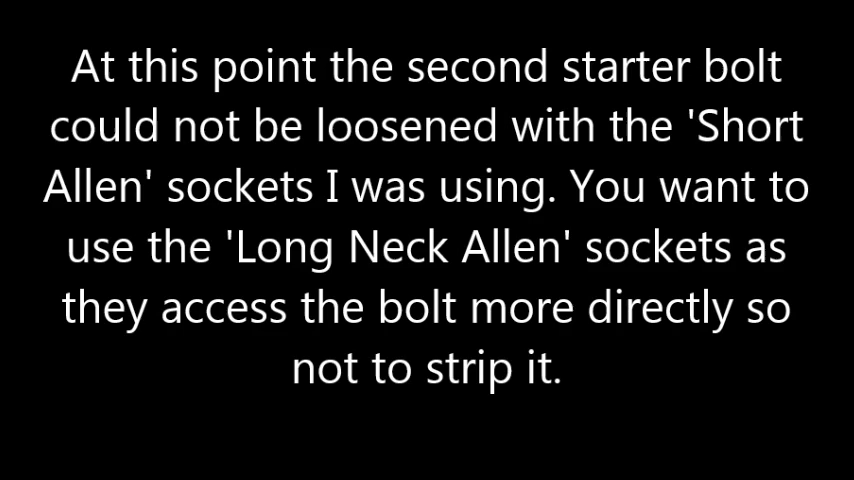 At this point the second starter bolt
could not be loosened with the 'Short
Allen' sockets I was using. You want to
use the 'Long Neck Allen' sockets as
they access the bolt more directly so
not to strip it.